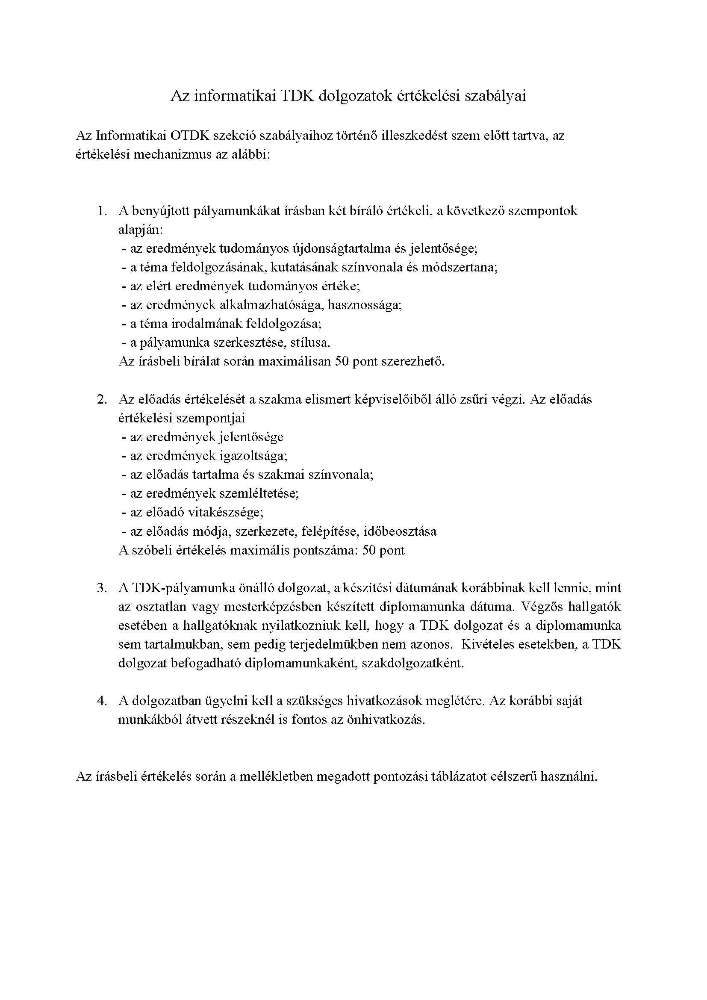 Az informatikai TDK dolgozatok értékelési szabályai
Az Informatikai OTDK szekció szabályaihoz történő illeszkedést szem előtt tartva, az
értékelési mechanizmus az alábbi:
1. A benyújtott pályamunkákat írásban két bíráló értékeli, a következő szempontok
alapján:
- az eredmények tudományos újdonságtartalma és jelentősége;
- a téma feldolgozásának, kutatásának színvonala és módszertana;
- az elért eredmények tudományos értéke;
- az eredmények alkalmazhatósága, hasznossága;
- a téma irodalmának feldolgozása;
- a pályamunka szerkesztése, stílusa.
Az írásbeli bírálat során maximálisan 50 pont szerezhető.
2. Az előadás értékelését a szakma elismert képviselőiből álló zsűri végzi. Az előadás
értékelési szempontjai
- az eredmények jelentősége
- az eredmények igazoltsága;
- az előadás tartalma és szakmai színvonala;
- az eredmények szemléltetése;
- az előadó vitakészsége;
- az előadás módja, szerkezete, felépítése, időbeosztása
A szóbeli értékelés maximális pontszáma: 50 pont
3. A TDK-pályamunka önálló dolgozat, a készítési dátumának korábbinak kell lennie, mint
az osztatlan vagy mesterképzésben készített diplomamunka dátuma. Végzős hallgatók
esetében a hallgatóknak nyilatkozniuk kell, hogy a TDK dolgozat és a diplomamunka
sem tartalmukban, sem pedig terjedelmükben nem azonos. Kivételes esetekben, a TDK
dolgozat befogadható diplomamunkaként, szakdolgozatként.
4. A dolgozatban ügyelni kell a szükséges hivatkozások meglétére. Az korábbi saját
munkákból átvett részeknél is fontos az önhivatkozás.
Az írásbeli értékelés során a mellékletben megadott pontozási táblázatot célszerű használni.